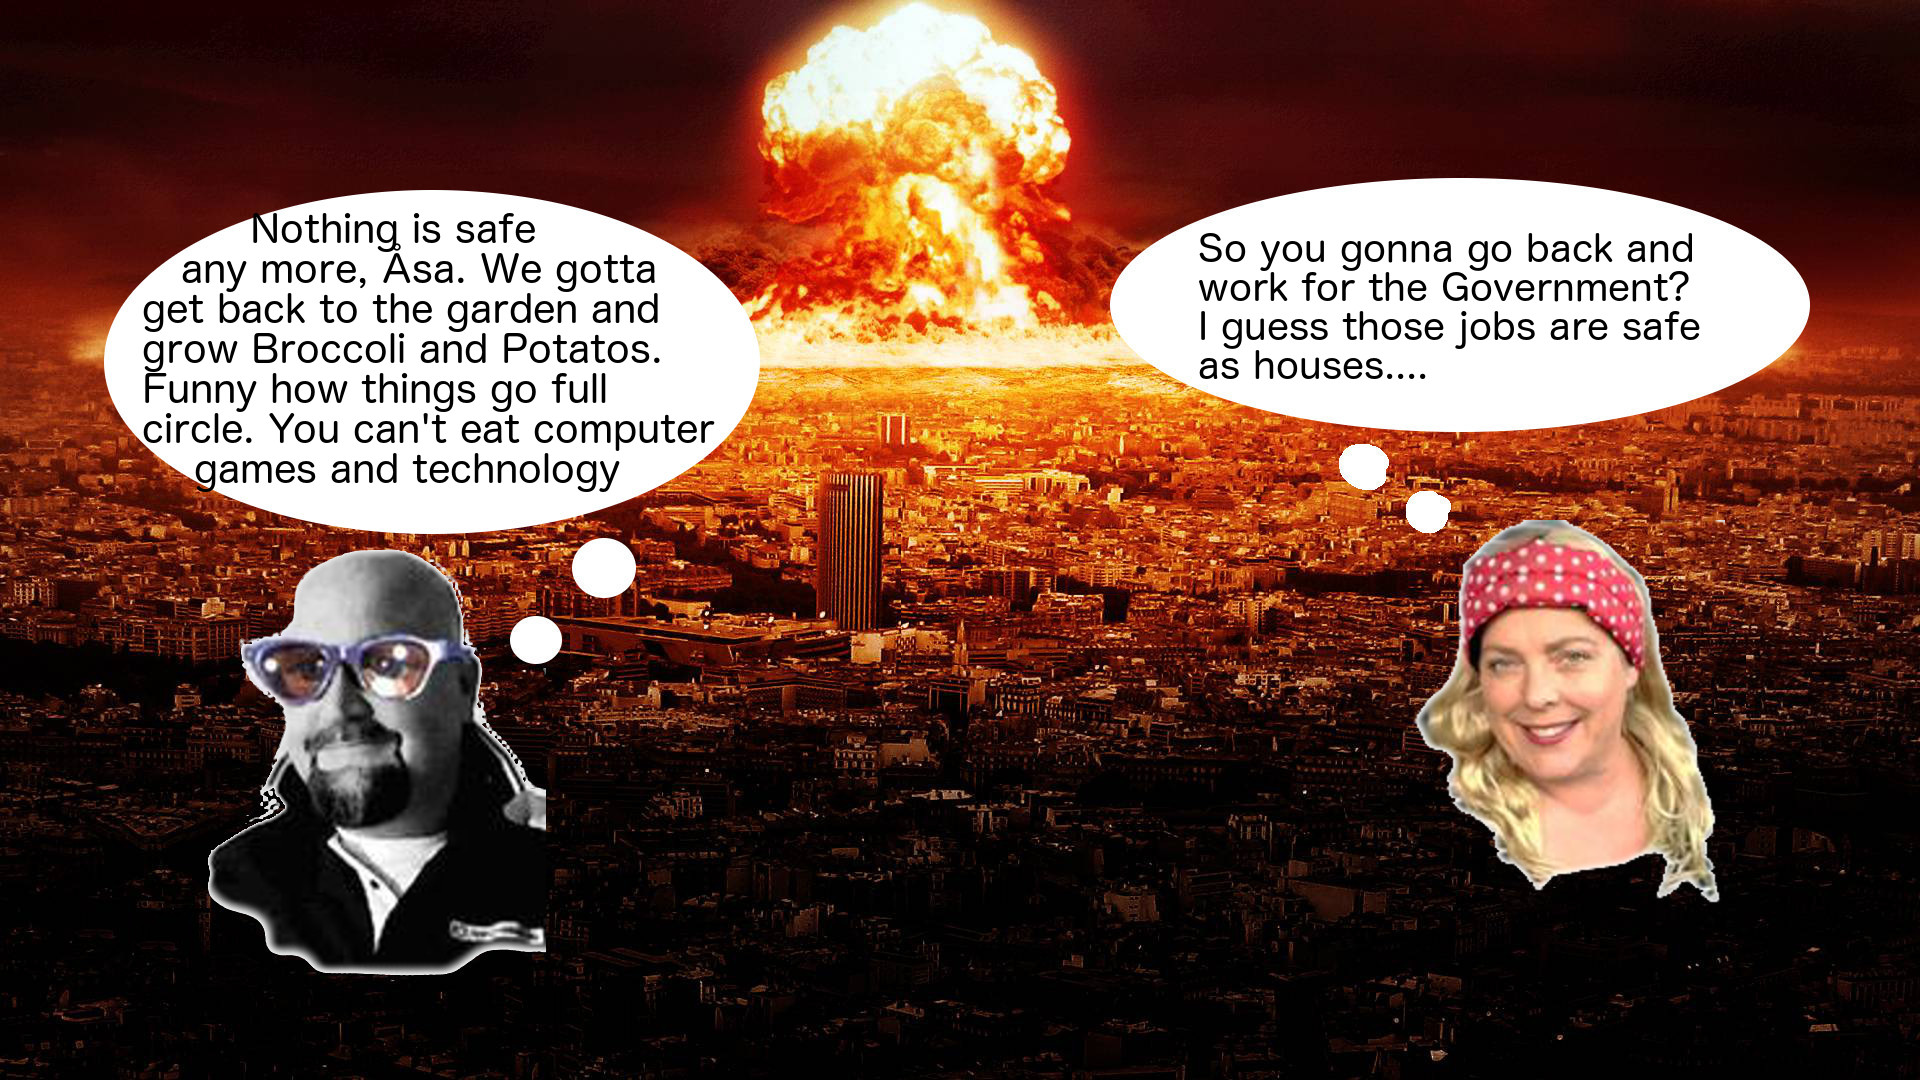 Nothing is safe
any more, Åsa. We gotta
get back to the garden and
grow Broccoli and Potatos.
Funny how things go full
circle. You can't eat computer
games and technology
So you gonna go back and
work for the Government?
I guess those jobs are safe
as houses....